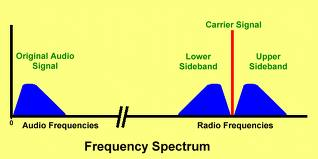 Carrier Signal
Original Audio
Signal
Lower
Sideband
Upper
Sideband
0
Audio Frequencies
Radio Frequencies
Frequency Spectrum